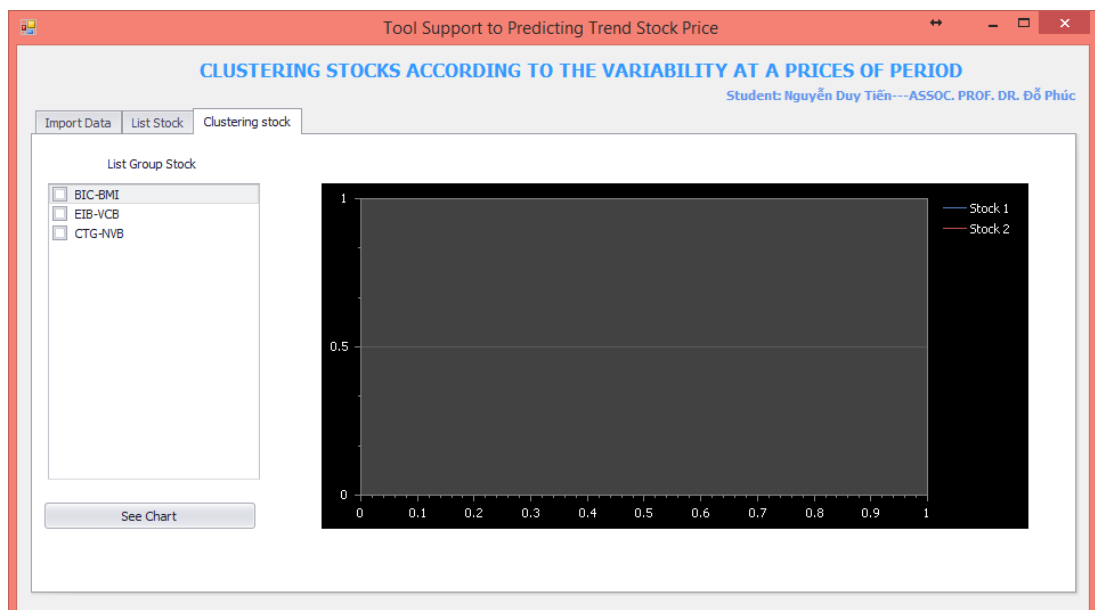 Tool Support to Predicting Trend Stock Price
CLUSTERING STOCKS ACCORDING TO THE VARIABILITY AT A PRICES OF PERIOD
Student: Nguyễn Duy Tiến---ASSOC. PROF. DR. Đỗ Phúc
Import Data List Stock Clustering stock
List Group Stock
BIC-BMI
EIB-VCB
CTG-NVB
See Chart
1
0.5
0
0 0.1 0.2 0.3 0.4 0.5 0.6 0.7 0.8 0.9 1
Stock 1
Stock 2